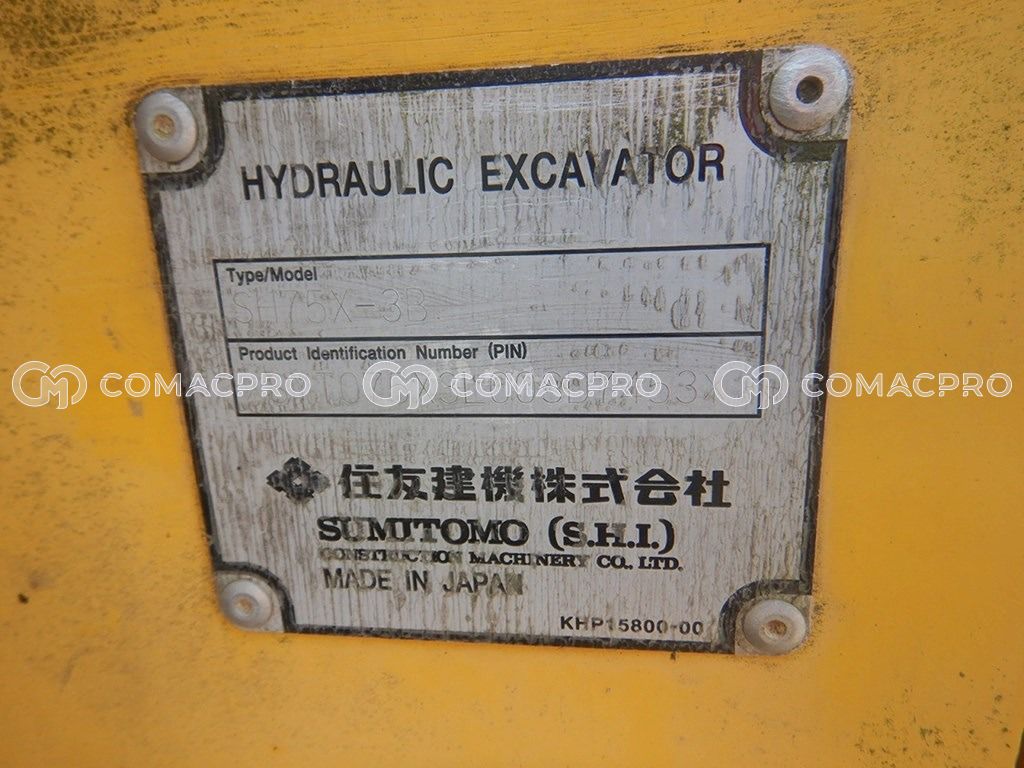 HYDRAULIC EXCAVATOR
Type/Model
SH75X-3B
Product Identification Number (PIN)
COMACPRO COMACPRO COMACPRO
住友建機株式会社
SUMITOMO (S.H.I.)
CONSTRUCTION MACHINERY CO., LTD.
MADE IN JAPAN
KHP15800-00